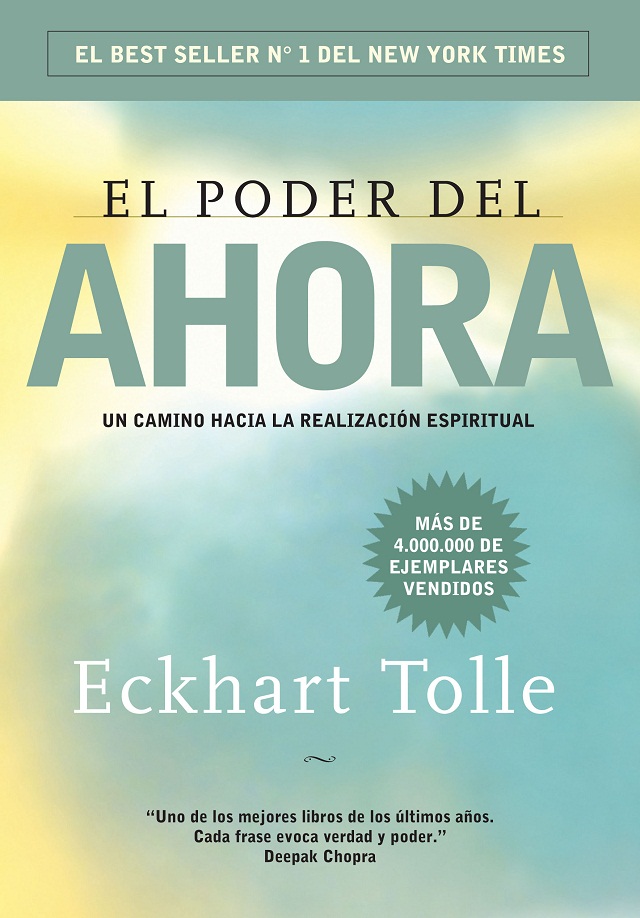 EL BEST SELLER N° 1 DEL NEW YORK TIMES
EL PODER DEL
AHORA
UN CAMINO HACIA LA REALIZACIÓN ESPIRITUAL
MÁS DE
4.000.000 DE
EJEMPLARES
VENDIDOS
Eckhart Tolle
“Uno de los mejores libros de los últimos años.
Cada frase evoca verdad y poder.”
Deepak Chopra